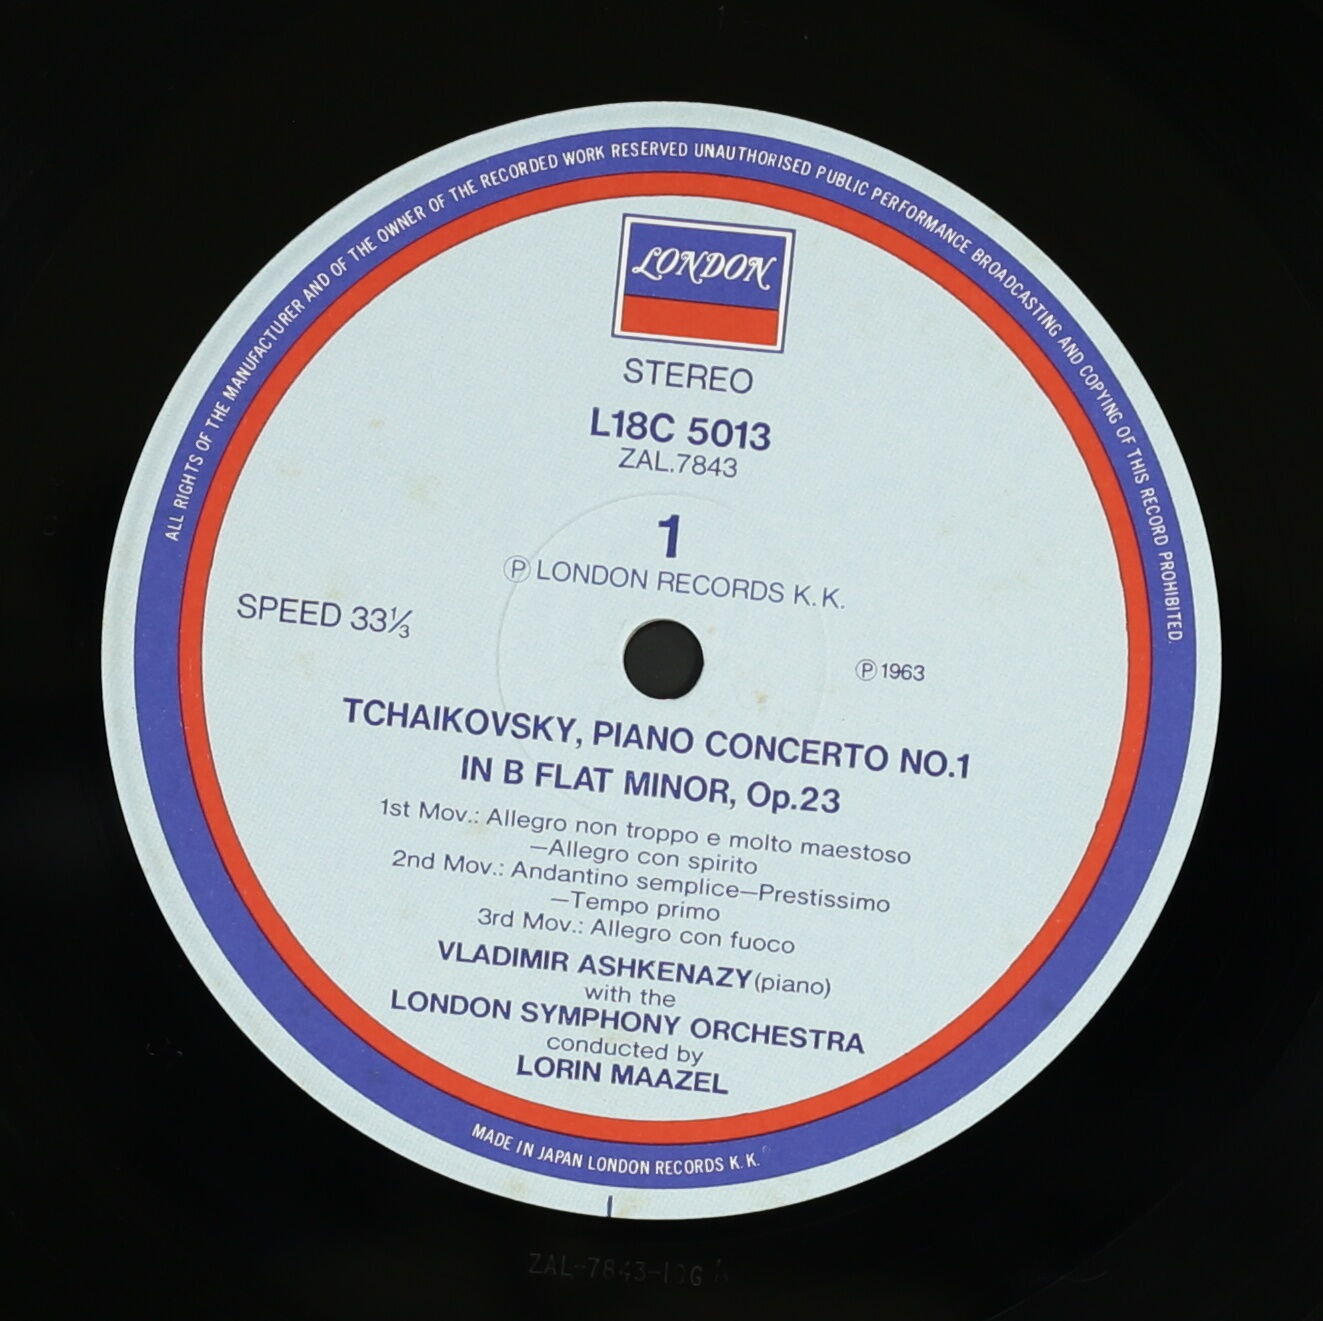 ALL RIGHTS OF THE MANUFACTURER AND OF THE OWNER OF THE RECORDED WORK RESERVED UNAUTHORISED PUBLIC PERFORMANCE BROADCASTING AND COPYING OF THIS RECORD PROHIBITED.
LONDON
STEREO
L18C 5013
ZAL.7843
1
Ⓟ LONDON RECORDS K.K.
SPEED 33⅓
Ⓟ 1963
TCHAIKOVSKY, PIANO CONCERTO NO.1
IN B FLAT MINOR, Op.23
1st Mov.: Allegro non troppo e molto maestoso
—Allegro con spirito
2nd Mov.: Andantino semplice—Prestissimo
—Tempo primo
3rd Mov.: Allegro con fuoco
VLADIMIR ASHKENAZY (piano)
with the
LONDON SYMPHONY ORCHESTRA
conducted by
LORIN MAAZEL
MADE IN JAPAN LONDON RECORDS K.K.